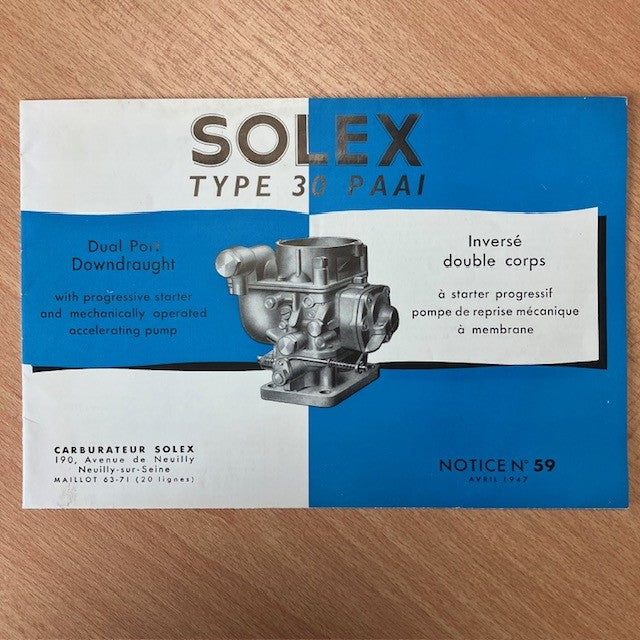 SOLEX
TYPE 30 PAAI
Dual Port
Downdraught
with progressive starter
and mechanically operated
accelerating pump
Inversé
double corps
à starter progressif
pompe de reprise mécanique
à membrane
CARBURATEUR SOLEX
190, Avenue de Neuilly
Neuilly-sur-Seine
MAILLOT 63-71 (20 lignes)
NOTICE N° 59
AVRIL 1947